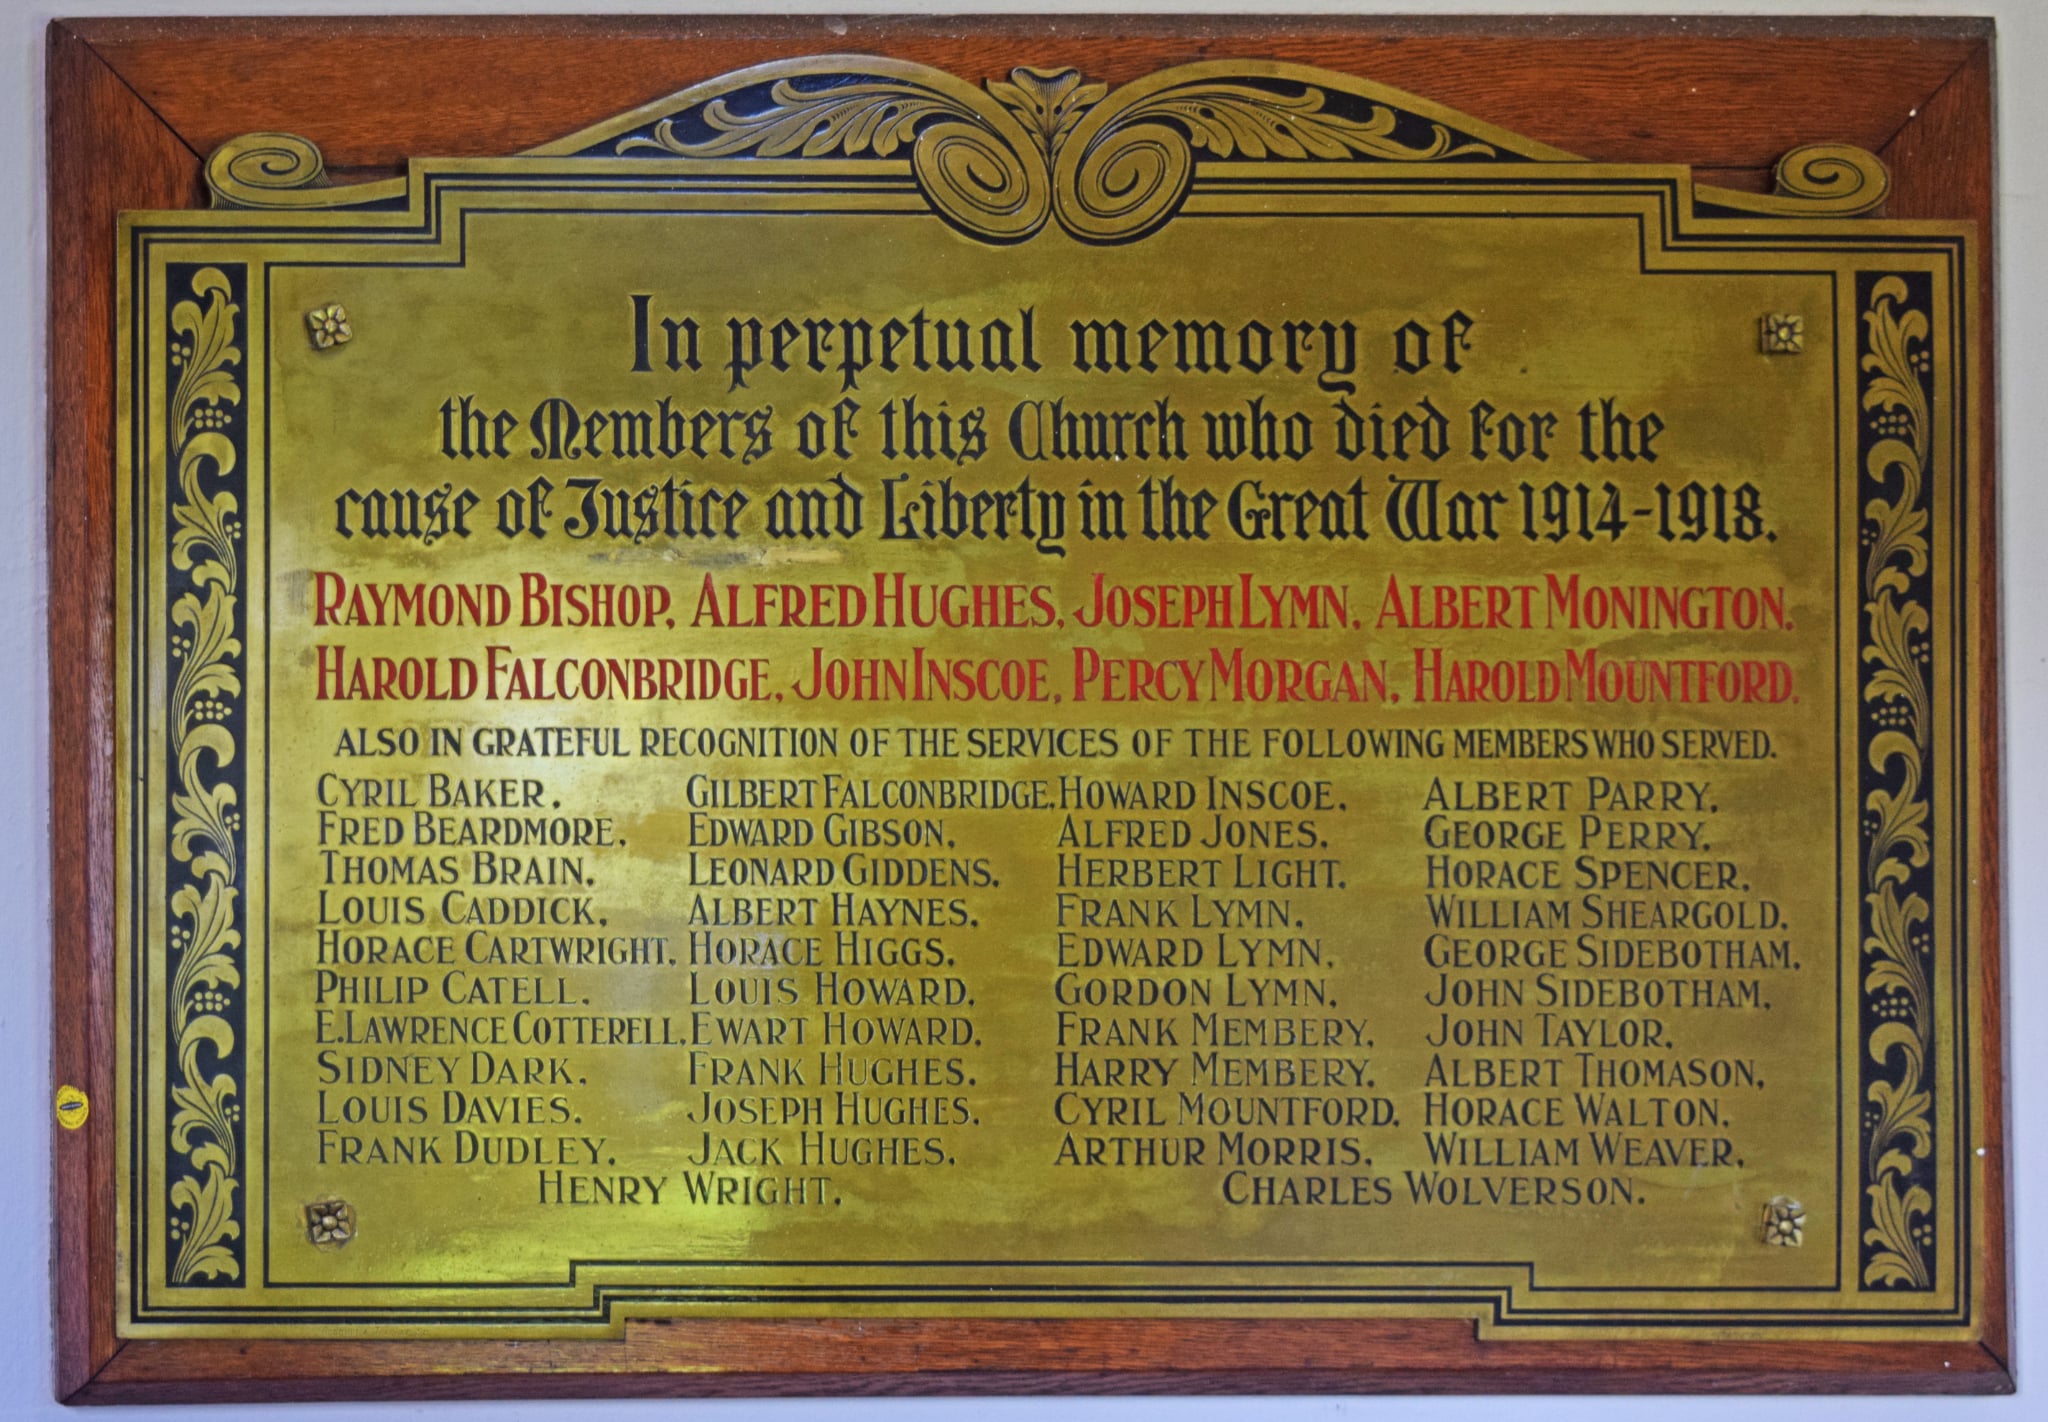 In perpetual memory of
the Members of this Church who died for the
cause of Justice and Liberty in the Great War 1914-1918.
RAYMOND BISHOP, ALFRED HUGHES, JOSEPH LYMN, ALBERT MONINGTON,
HAROLD FALCONBRIDGE, JOHN INSCOE, PERCY MORGAN, HAROLD MOUNTFORD.
ALSO IN GRATEFUL RECOGNITION OF THE SERVICES OF THE FOLLOWING MEMBERS WHO SERVED.
CYRIL BAKER, GILBERT FALCONBRIDGE, HOWARD INSCOE, ALBERT PARRY,
FRED BEARDMORE, EDWARD GIBSON, ALFRED JONES, GEORGE PERRY,
THOMAS BRAIN, LEONARD GIDDENS, HERBERT LIGHT, HORACE SPENCER,
LOUIS CADDICK, ALBERT HAYNES, FRANK LYMN, WILLIAM SHEARGOLD,
HORACE CARTWRIGHT, HORACE HIGGS, EDWARD LYMN, GEORGE SIDEBOTHAM,
PHILIP CATELL, LOUIS HOWARD, GORDON LYMN, JOHN SIDEBOTHAM,
E. LAWRENCE COTTERELL, EWART HOWARD, FRANK MEMBERY, JOHN TAYLOR,
SIDNEY DARK, FRANK HUGHES, HARRY MEMBERY, ALBERT THOMASON,
LOUIS DAVIES, JOSEPH HUGHES, CYRIL MOUNTFORD, HORACE WALTON,
FRANK DUDLEY, JACK HUGHES, ARTHUR MORRIS, WILLIAM WEAVER,
HENRY WRIGHT, CHARLES WOLVERSON.